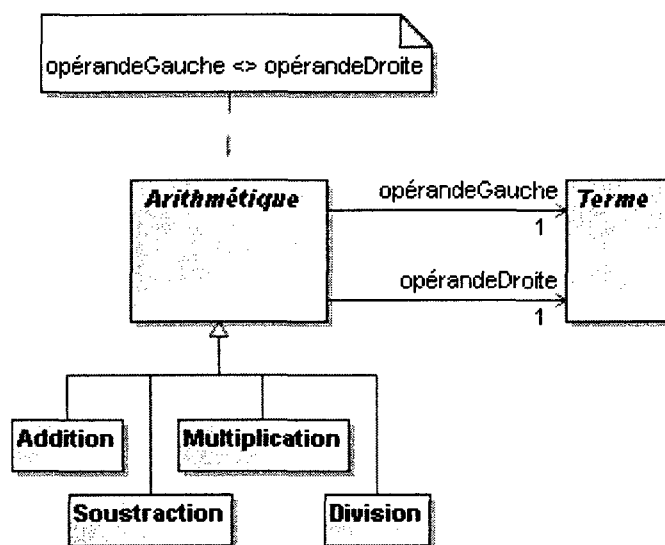 opérandeGauche <> opérandeDroite
Arithmétique
opérandeGauche
Terme
1
opérandeDroite
1
Addition
Multiplication
Soustraction
Division